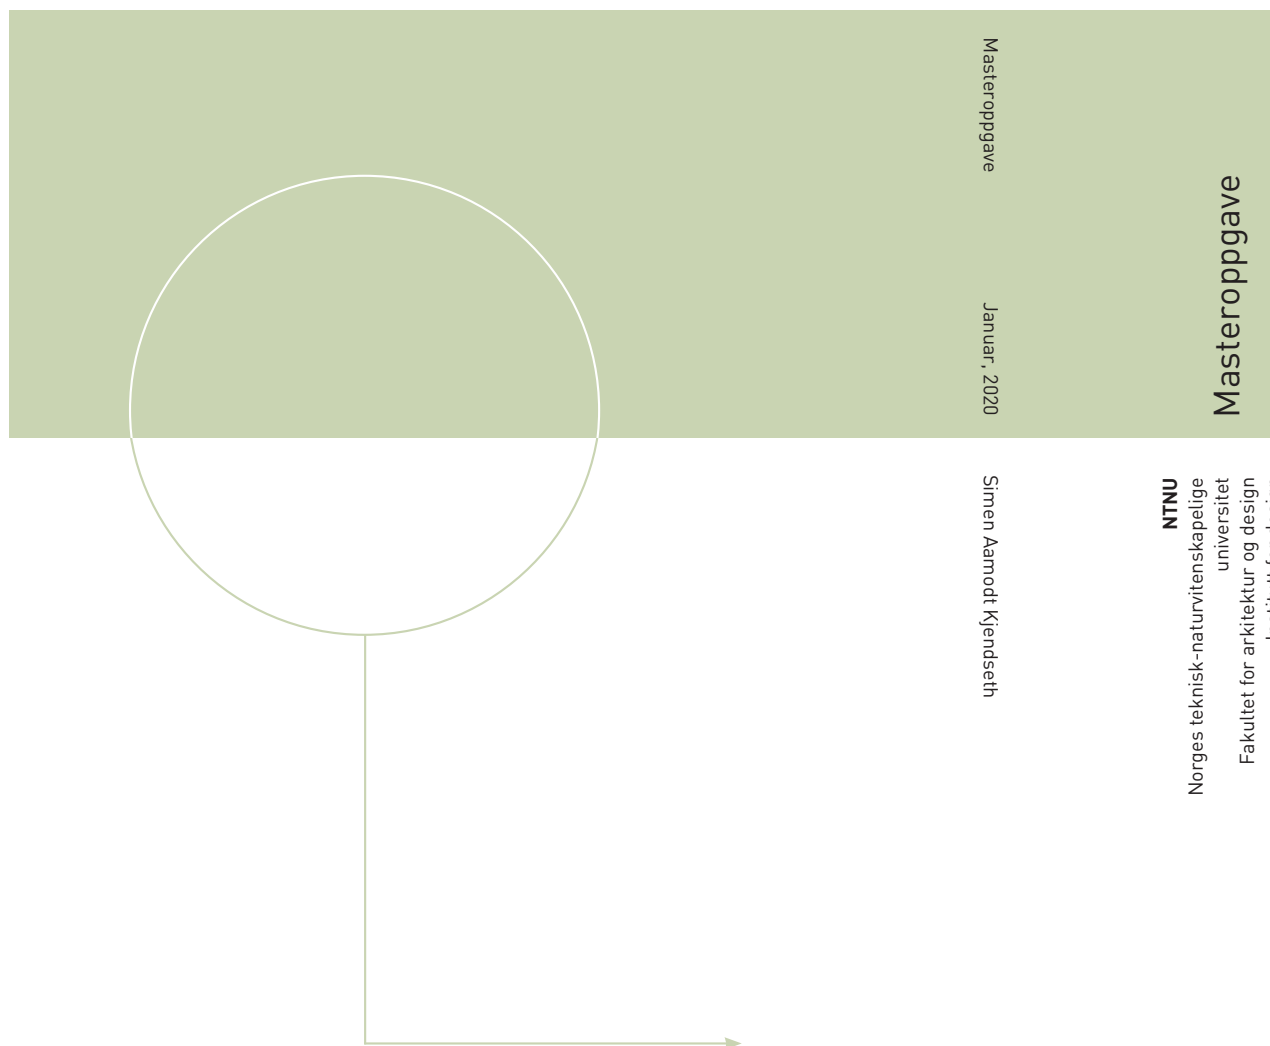 Masteroppgave
Januar, 2020
Simen Aamodt Kjendseth
Masteroppgave
NTNU
Norges teknisk-naturvitenskapelige
universitet
Fakultet for arkitektur og design